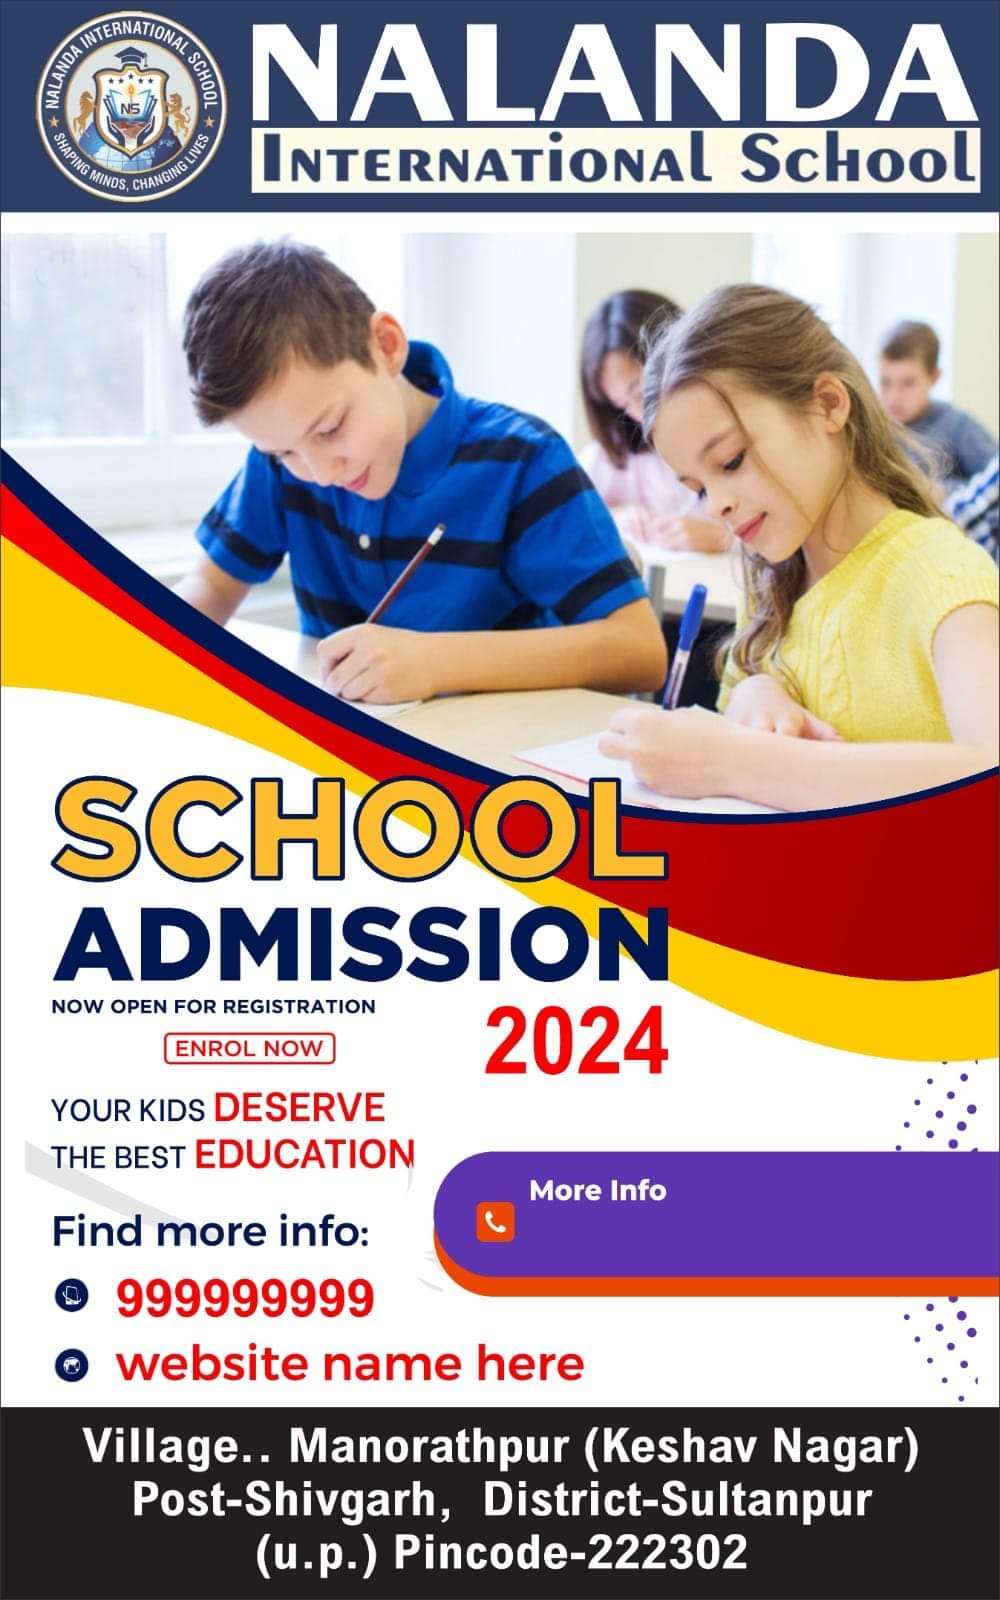 NALANDA INTERNATIONAL SCHOOL
NIS
SHAPING MINDS, CHANGING LIVES
NALANDA
INTERNATIONAL SCHOOL
SCHOOL
ADMISSION
NOW OPEN FOR REGISTRATION
2024
ENROL NOW
YOUR KIDS DESERVE
THE BEST EDUCATION
More Info
Find more info:
999999999
website name here
Village.. Manorathpur (Keshav Nagar)
Post-Shivgarh, District-Sultanpur
(u.p.) Pincode-222302